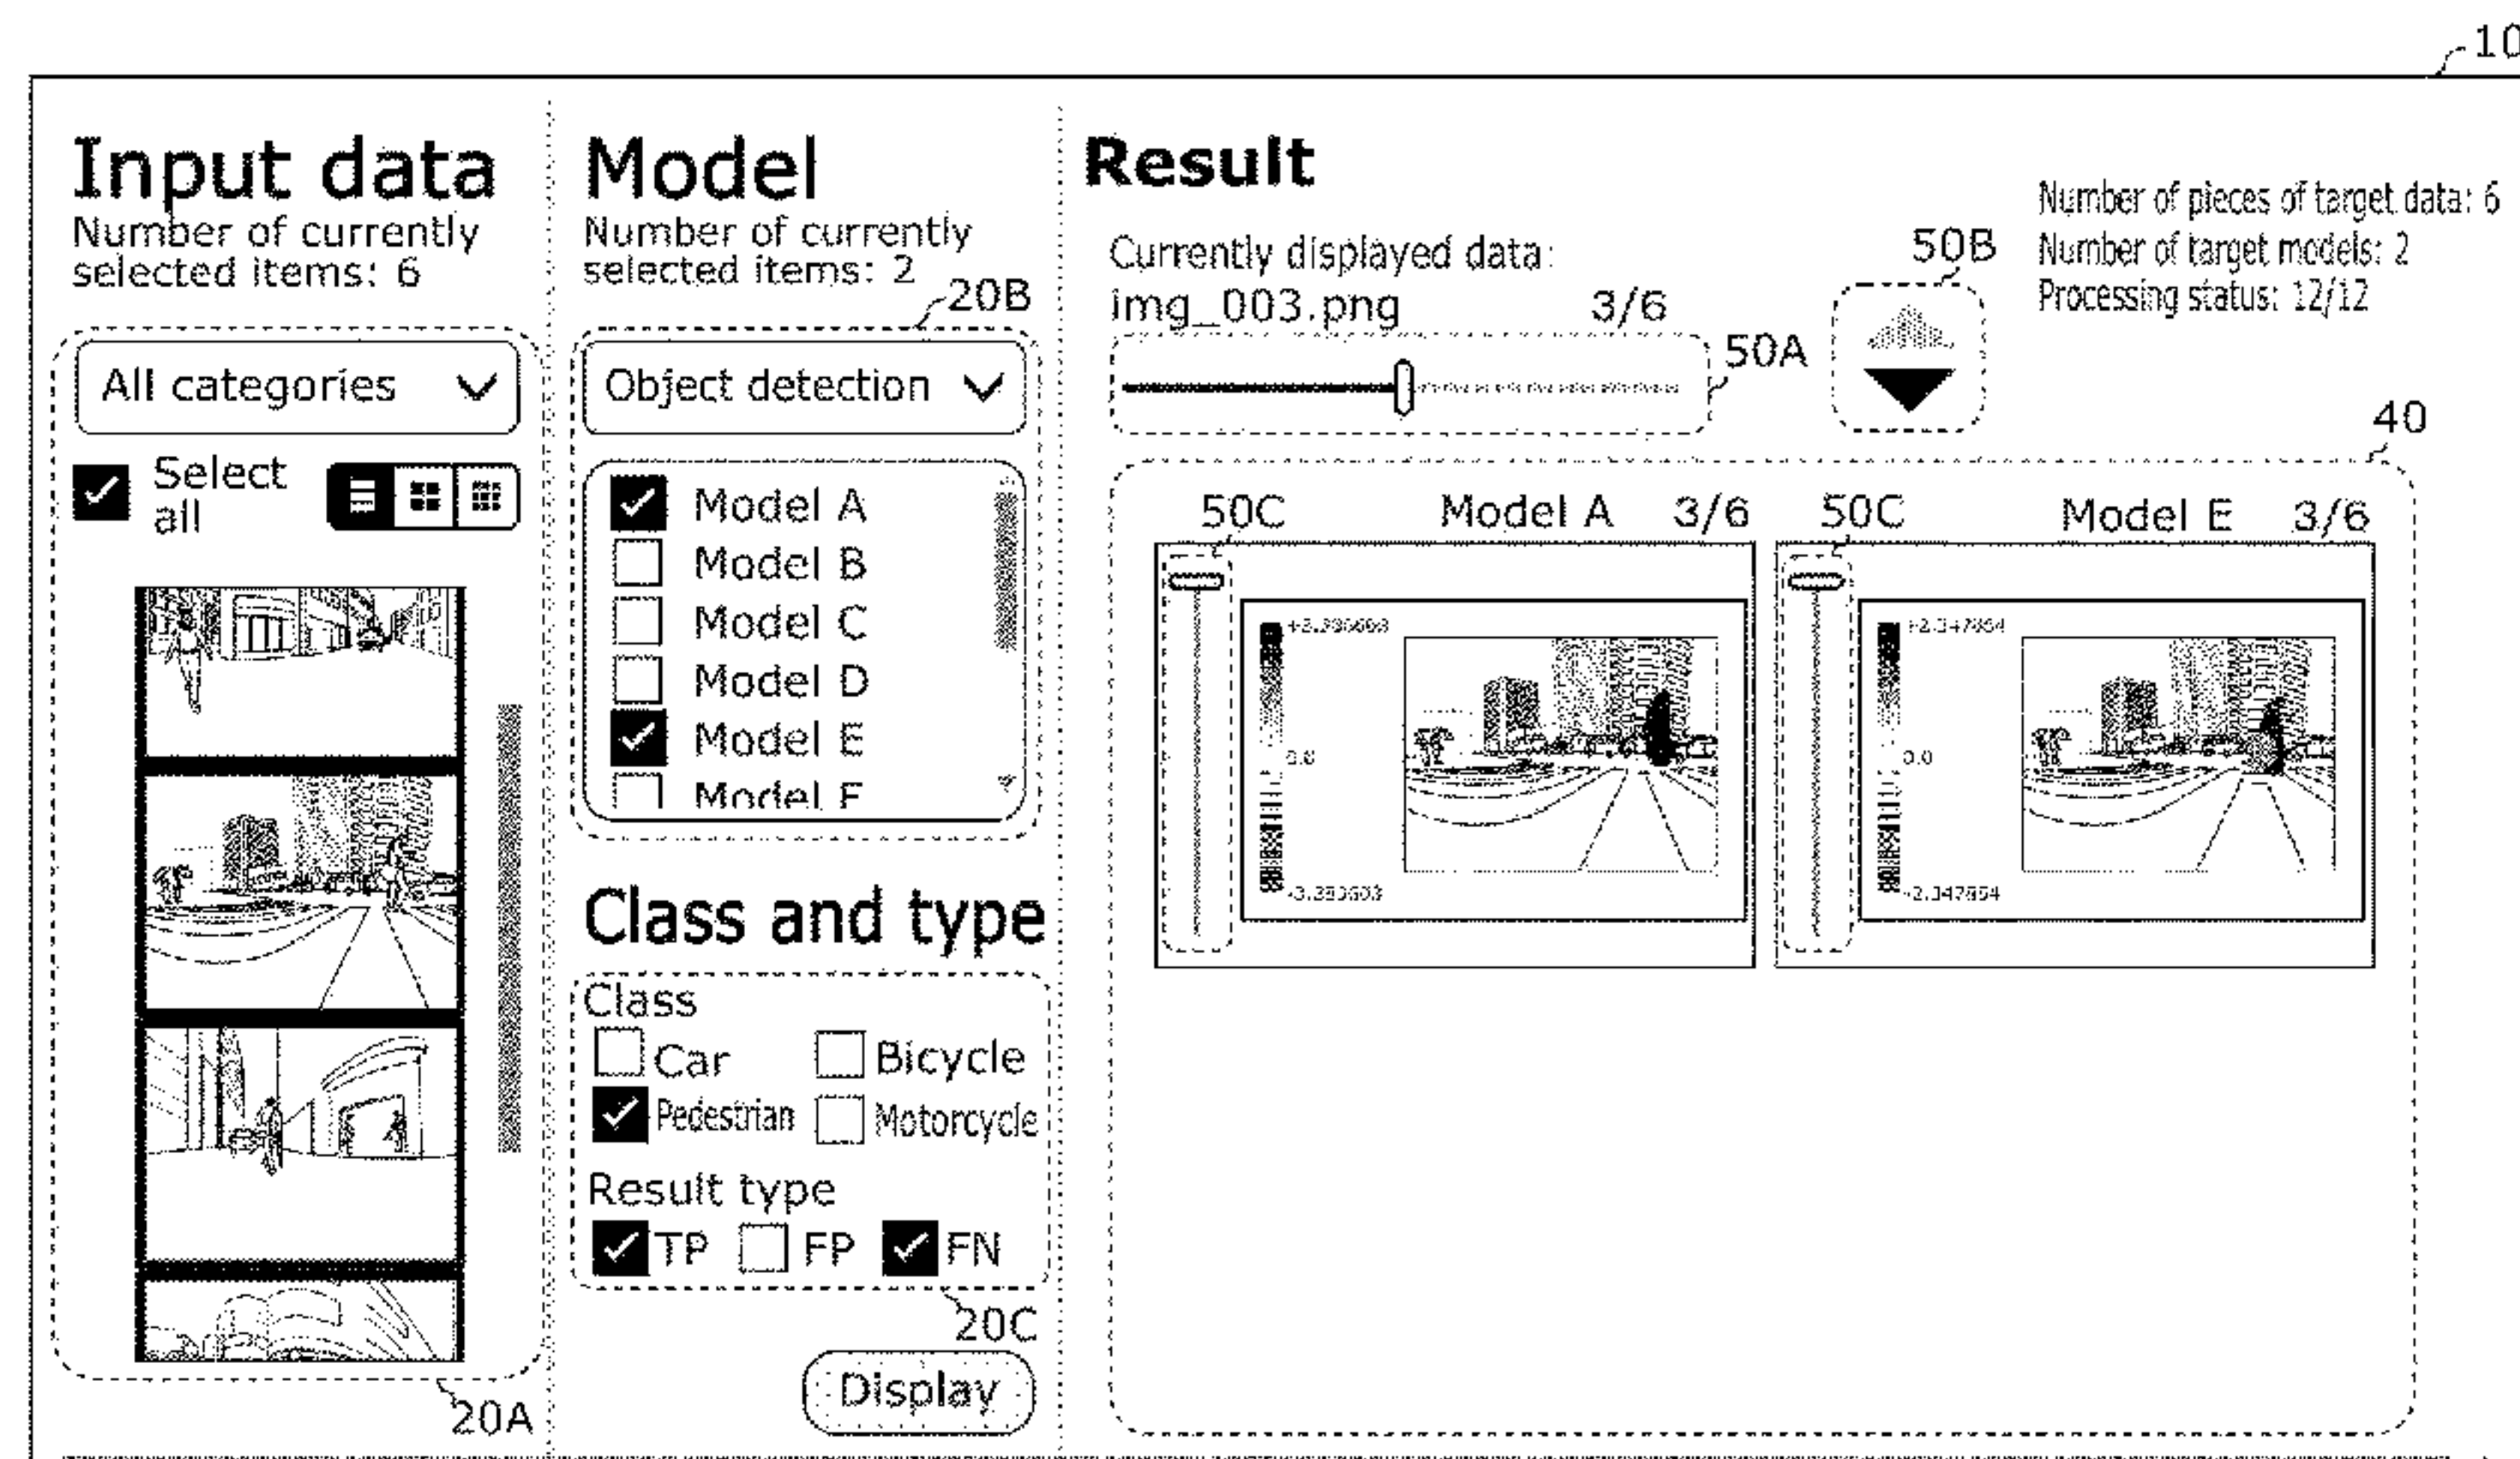 10
Input data
Number of currently
selected items: 6
All categories
Select
all
20A
Model
Number of currently
selected items: 2
20B
Object detection
Model A
Model B
Model C
Model D
Model E
Model F
Class and type
Class
Car
Bicycle
Pedestrian
Motorcycle
Result type
TP FP FN
20C
Display
Result
Currently displayed data:
img_003.png 3/6
50A
50B
Number of pieces of target data: 6
Number of target models: 2
Processing status: 12/12
40
50C Model A 3/6
50C Model E 3/6
0.0
-2.347854